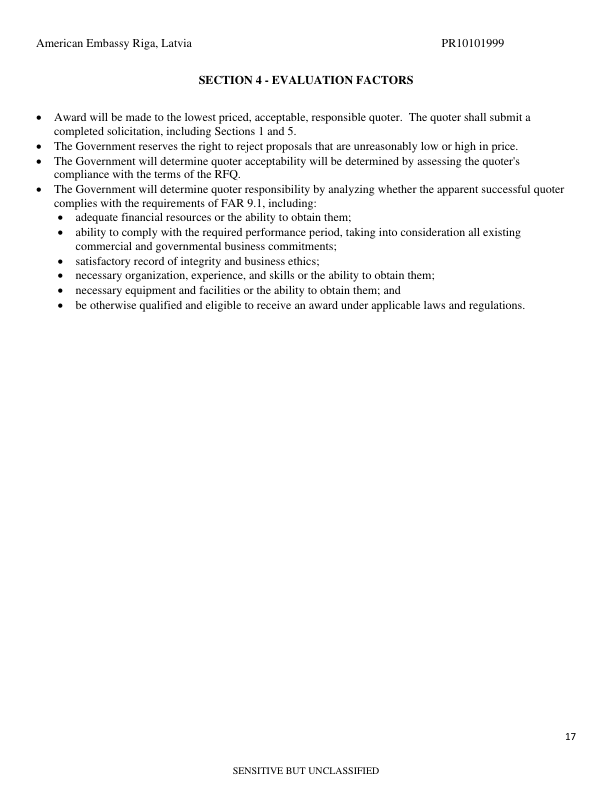 American Embassy Riga, Latvia PR10101999
SECTION 4 - EVALUATION FACTORS
• Award will be made to the lowest priced, acceptable, responsible quoter.  The quoter shall submit a
completed solicitation, including Sections 1 and 5.
• The Government reserves the right to reject proposals that are unreasonably low or high in price.
• The Government will determine quoter acceptability will be determined by assessing the quoter's
compliance with the terms of the RFQ.
• The Government will determine quoter responsibility by analyzing whether the apparent successful quoter
complies with the requirements of FAR 9.1, including:
• adequate financial resources or the ability to obtain them;
• ability to comply with the required performance period, taking into consideration all existing
commercial and governmental business commitments;
• satisfactory record of integrity and business ethics;
• necessary organization, experience, and skills or the ability to obtain them;
• necessary equipment and facilities or the ability to obtain them; and
• be otherwise qualified and eligible to receive an award under applicable laws and regulations.
17
SENSITIVE BUT UNCLASSIFIED